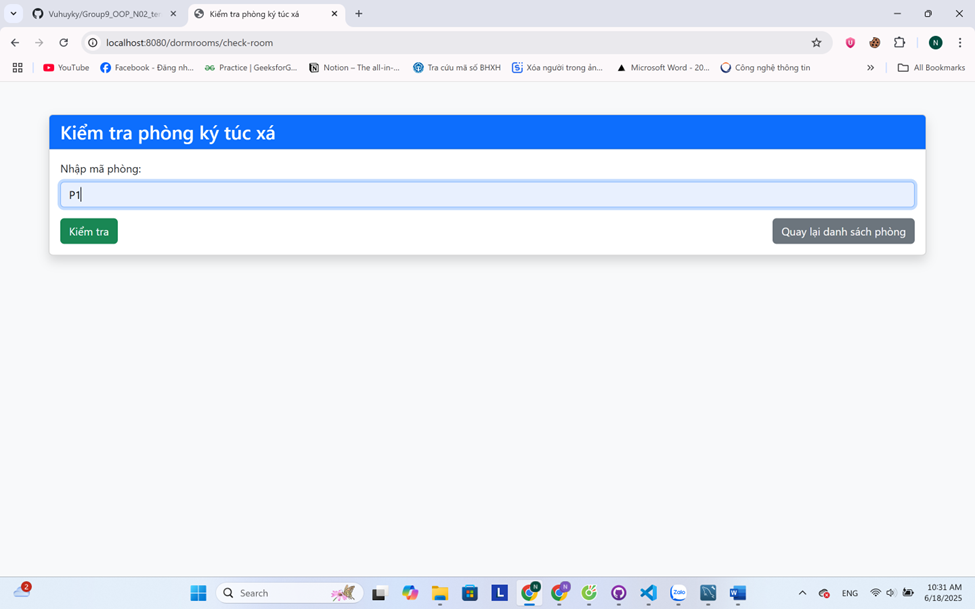 Vuhuyky/Group9_OOP_N02_te
Kiểm tra phòng ký túc xá
localhost:8080/dormrooms/check-room
N
YouTube
Facebook - Đăng nh...
Practice | GeeksforG...
Notion – The all-in-...
Tra cứu mã số BHXH
Xóa người trong ản...
Microsoft Word - 20...
Công nghệ thông tin
All Bookmarks
Kiểm tra phòng ký túc xá
Nhập mã phòng:
P1
Kiểm tra
Quay lại danh sách phòng
2
Search
L
N
N
Zalo
ENG
10:31 AM
6/18/2025